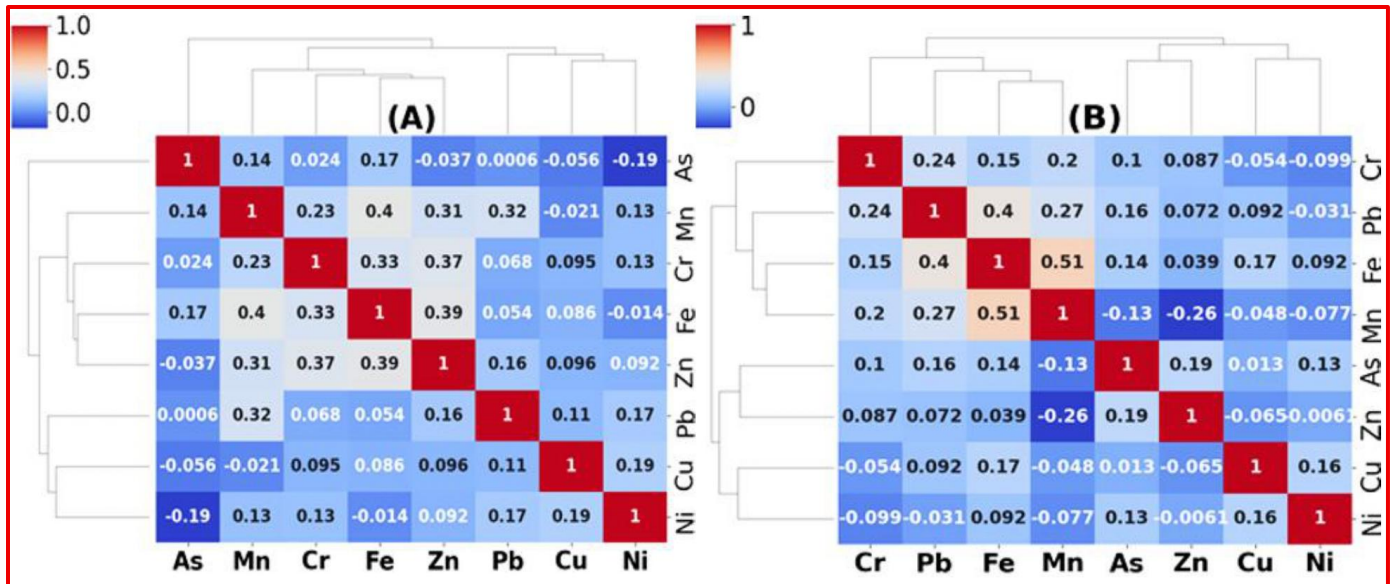 1.0
0.5
0.0
(A)
1 0.14 0.024 0.17 -0.037 0.0006 -0.056 -0.19 As
0.14 1 0.23 0.4 0.31 0.32 -0.021 0.13 Mn
0.024 0.23 1 0.33 0.37 0.068 0.095 0.13 Cr
0.17 0.4 0.33 1 0.39 0.054 0.086 -0.014 Fe
-0.037 0.31 0.37 0.39 1 0.16 0.096 0.092 Zn
0.0006 0.32 0.068 0.054 0.16 1 0.11 0.17 Pb
-0.056 -0.021 0.095 0.086 0.096 0.11 1 0.19 Cu
-0.19 0.13 0.13 -0.014 0.092 0.17 0.19 1 Ni
As Mn Cr Fe Zn Pb Cu Ni
1
0
(B)
1 0.24 0.15 0.2 0.1 0.087 -0.054 -0.099 Cr
0.24 1 0.4 0.27 0.16 0.072 0.092 -0.031 Pb
0.15 0.4 1 0.51 0.14 0.039 0.17 0.092 Fe
0.2 0.27 0.51 1 -0.13 -0.26 -0.048 -0.077 Mn
0.1 0.16 0.14 -0.13 1 0.19 0.013 0.13 As
0.087 0.072 0.039 -0.26 0.19 1 -0.065 -0.0061 Zn
-0.054 0.092 0.17 -0.048 0.013 -0.065 1 0.16 Cu
-0.099 -0.031 0.092 -0.077 0.13 -0.0061 0.16 1 Ni
Cr Pb Fe Mn As Zn Cu Ni